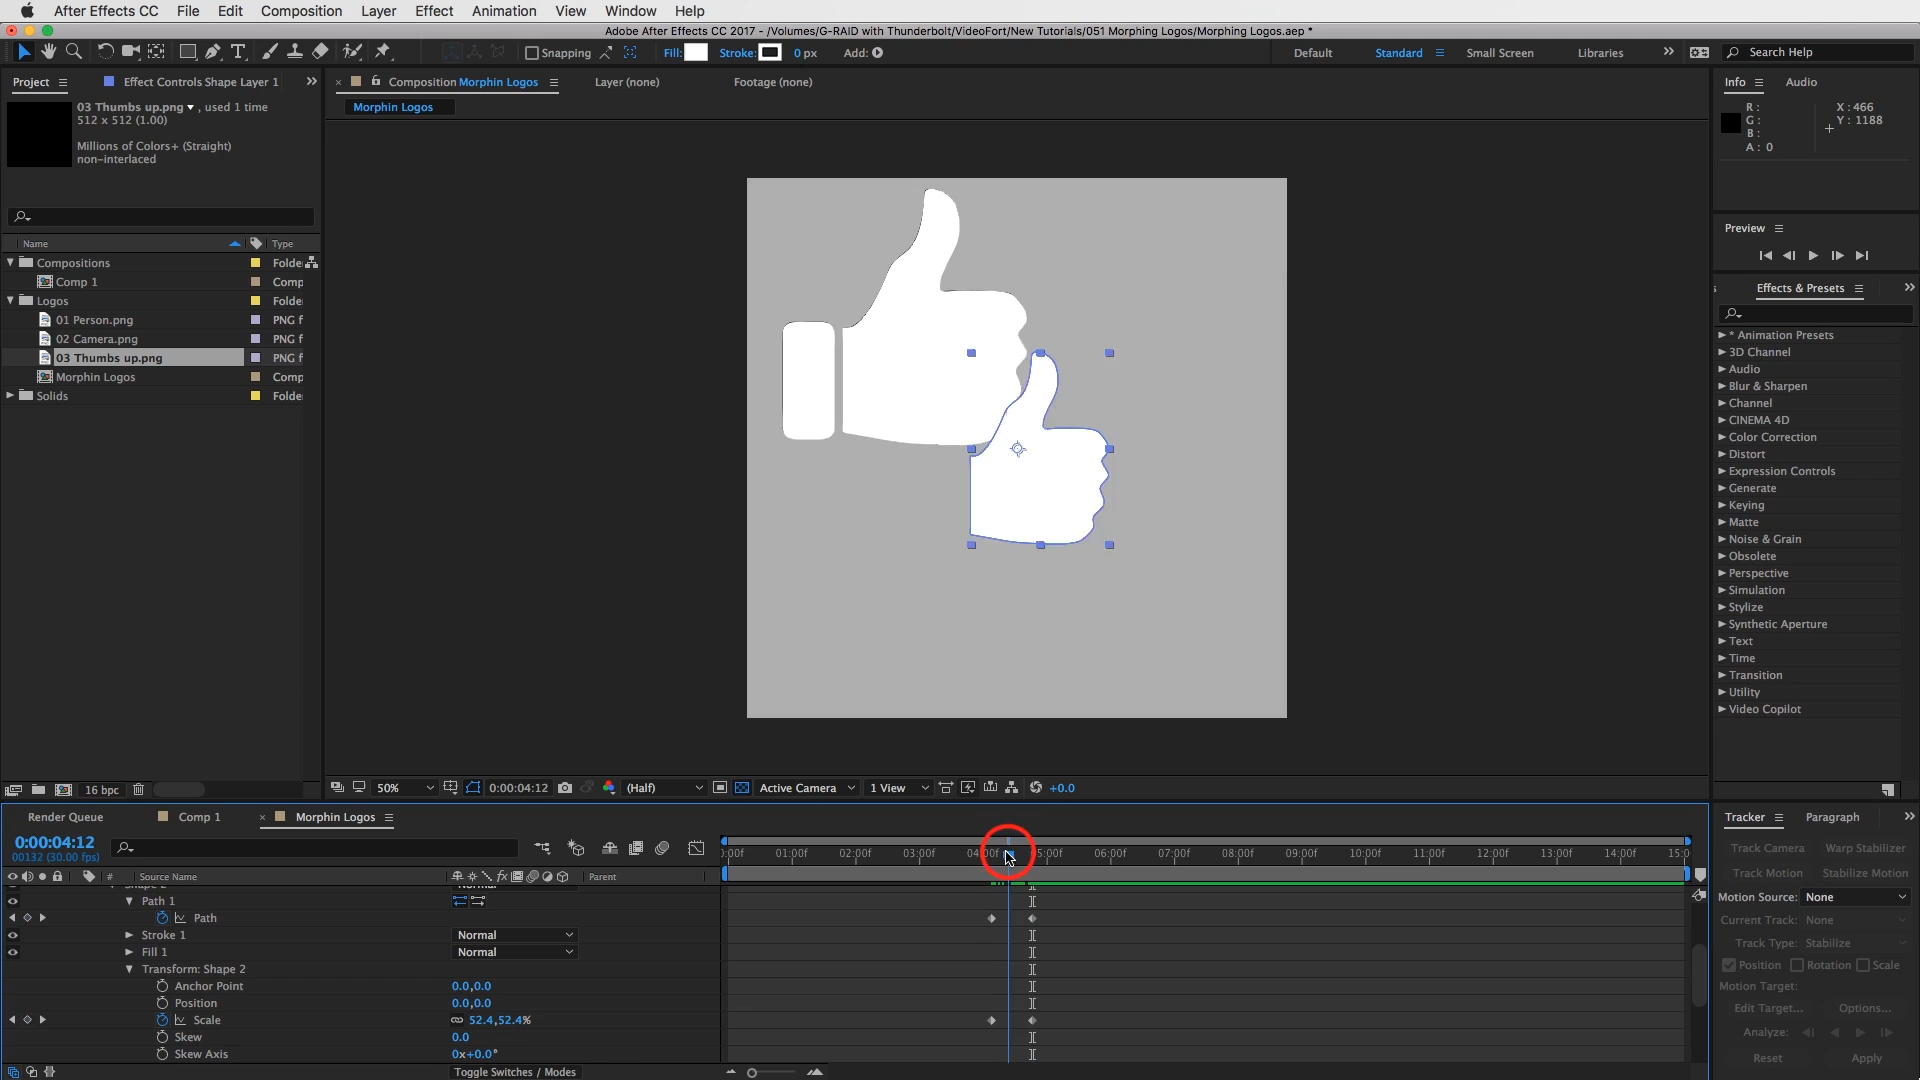 After Effects CC File Edit Composition Layer Effect Animation View Window Help
Adobe After Effects CC 2017 - /Volumes/G-RAID with Thunderbolt/VideoFort/New Tutorials/051 Morphing Logos/Morphing Logos.aep *
Snapping Fill: Stroke: 0 px Add: Default Standard Small Screen Libraries Search Help
Project Effect Controls Shape Layer 1 Composition Morphin Logos Layer (none) Footage (none) Info Audio
03 Thumbs up.png , used 1 time
512 x 512 (1.00)
Millions of Colors+ (Straight)
non-interlaced
Morphin Logos
R :
G :
B :
A : 0
X : 466
Y : 1188
Preview
Name Type
Compositions Folde
Comp 1 Comp
Logos Folde
01 Person.png PNG f
02 Camera.png PNG f
03 Thumbs up.png PNG f
Morphin Logos Comp
Solids Folde
Effects & Presets
* Animation Presets
3D Channel
Audio
Blur & Sharpen
Channel
CINEMA 4D
Color Correction
Distort
Expression Controls
Generate
Keying
Matte
Noise & Grain
Obsolete
Perspective
Simulation
Stylize
Synthetic Aperture
Text
Time
Transition
Utility
Video Copilot
16 bpc 50% 0:00:04:12 (Half) Active Camera 1 View +0.0
Render Queue Comp 1 Morphin Logos
0:00:04:12
00132 (30.00 fps)
:00f 01:00f 02:00f 03:00f 04:00f 05:00f 06:00f 07:00f 08:00f 09:00f 10:00f 11:00f 12:00f 13:00f 14:00f 15:0
# Source Name Parent
Shape 2 Normal
Path 1
Path
Stroke 1 Normal
Fill 1 Normal
Transform: Shape 2
Anchor Point 0.0,0.0
Position 0.0,0.0
Scale 52.4,52.4%
Skew 0.0
Skew Axis 0x+0.0°
Toggle Switches / Modes
Tracker Paragraph
Track Camera Warp Stabilizer
Track Motion Stabilize Motion
Motion Source: None
Current Track: None
Track Type: Stabilize
Position Rotation Scale
Motion Target:
Edit Target... Options...
Analyze:
Reset Apply